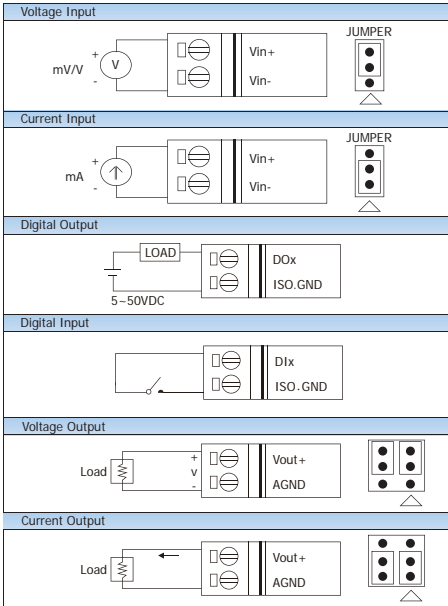 Voltage Input
JUMPER
+
mV/V
V
-
Vin+
Vin-
Current Input
JUMPER
+
mA
-
Vin+
Vin-
Digital Output
LOAD
5~50VDC
DOx
ISO.GND
Digital Input
DIx
ISO.GND
Voltage Output
Load
+
v
-
Vout+
AGND
Current Output
Load
Vout+
AGND